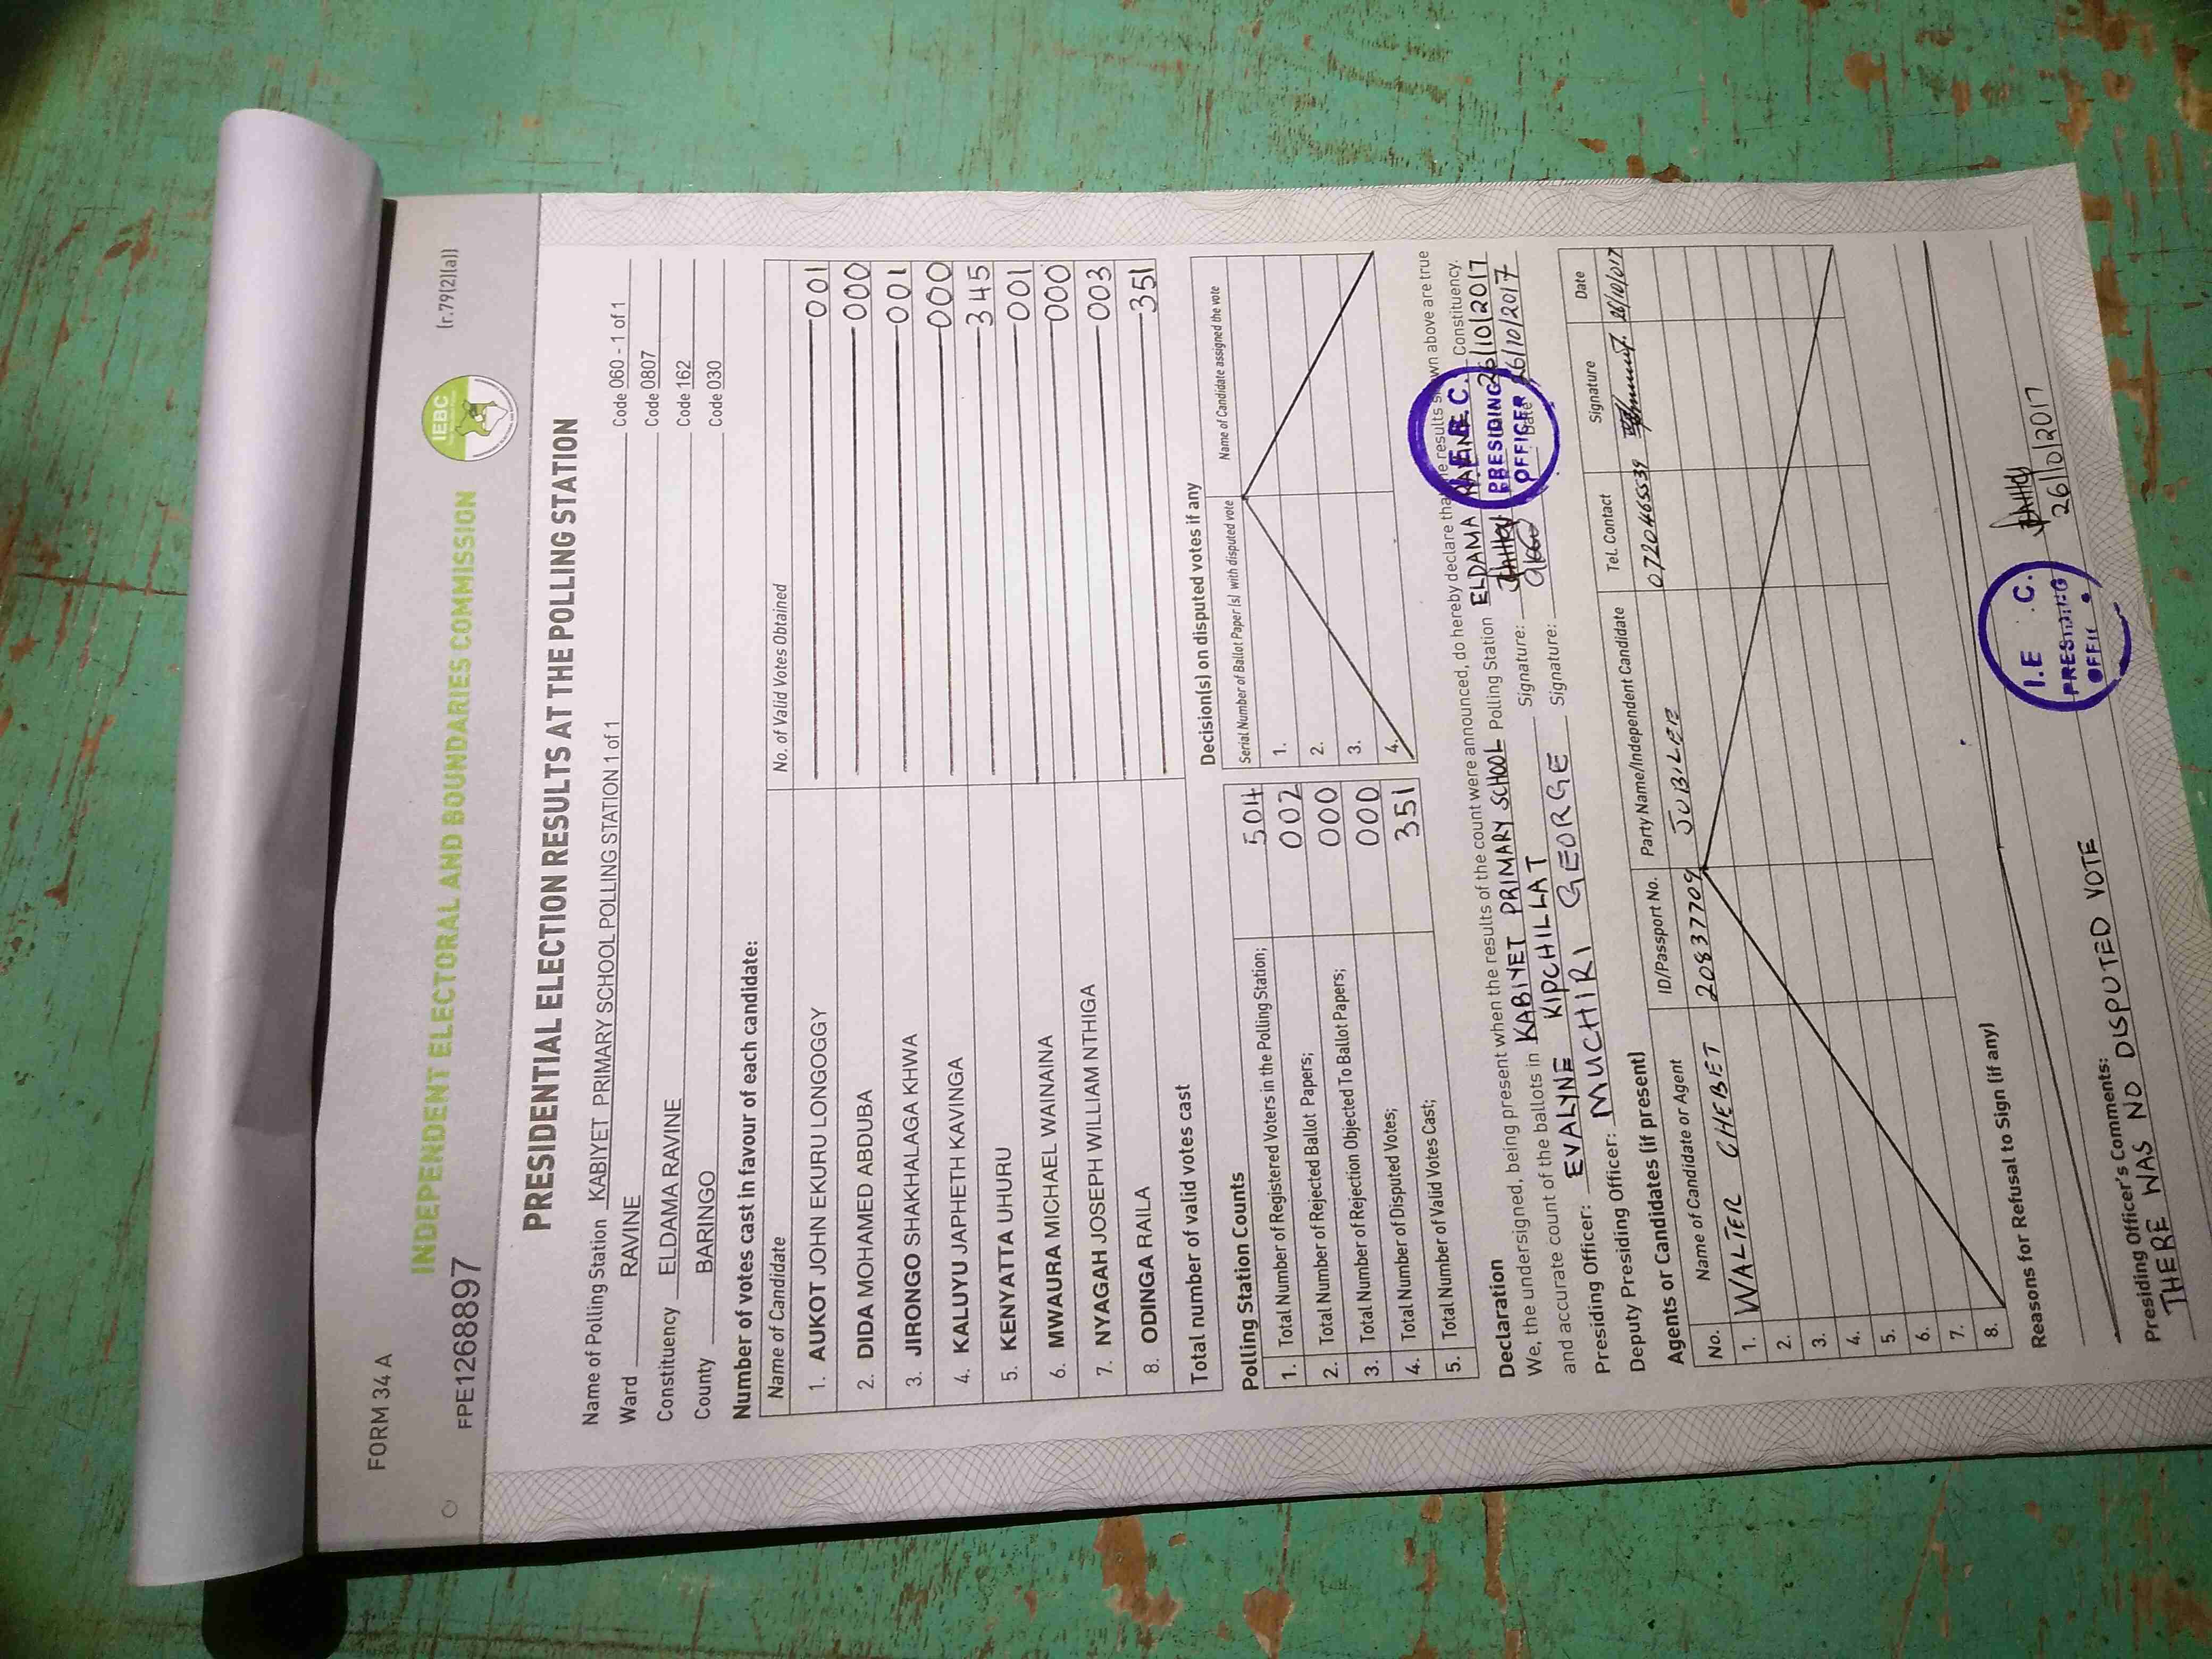 FORM 34 A
(r.79(2)(a))
INDEPENDENT ELECTORAL AND BOUNDARIES COMMISSION
IEBC
FPE1268897
PRESIDENTIAL ELECTION RESULTS AT THE POLLING STATION
Name of Polling Station KABIYET PRIMARY SCHOOL POLLING STATION 1 of 1 Code 060 - 1 of 1
Ward RAVINE Code 0807
Constituency ELDAMA RAVINE Code 162
County BARINGO Code 030
Number of votes cast in favour of each candidate:
Name of Candidate No. of Valid Votes Obtained
1. AUKOT JOHN EKURU LONGOGGY 001
2. DIDA MOHAMED ABDUBA 000
3. JIRONGO SHAKHALAGA KHWA 001
4. KALUYU JAPHETH KAVINGA 000
5. KENYATTA UHURU 345
6. MWAURA MICHAEL WAINAINA 001
7. NYAGAH JOSEPH WILLIAM NTHIGA 000
8. ODINGA RAILA 003
Total number of valid votes cast 351
Polling Station Counts
1. Total Number of Registered Voters in the Polling Station; 504
2. Total Number of Rejected Ballot Papers; 002
3. Total Number of Rejection Objected To Ballot Papers; 000
4. Total Number of Disputed Votes; 000
5. Total Number of Valid Votes Cast; 351
Decision(s) on disputed votes if any
Serial Number of Ballot Paper(s) with disputed vote Name of Candidate assigned the vote
1.
2.
3.
4.
Declaration
We, the undersigned, being present when the results of the count were announced, do hereby declare that the results shown above are true
and accurate count of the ballots in KABIYET PRIMARY SCHOOL Polling Station ELDAMA RAVINE Constituency.
Presiding Officer: EVALYNE KIPCHILLAT Signature: Date 26/10/2017
Deputy Presiding Officer: MUCHIRI GEORGE Signature: Date 26/10/2017
I.E.B.C.
PRESIDING
OFFICER
Agents or Candidates (if present)
No. Name of Candidate or Agent ID/Passport No. Party Name/Independent Candidate Tel. Contact Signature Date
1. WALTER CHEBET 20837709 JUBILEE 0720465539 26/10/017
2.
3.
4.
5.
6.
7.
8.
Reasons for Refusal to Sign (if any)
Presiding Officer's Comments:
THERE WAS NO DISPUTED VOTE
I.E C.
PRESIDING
26/10/2017